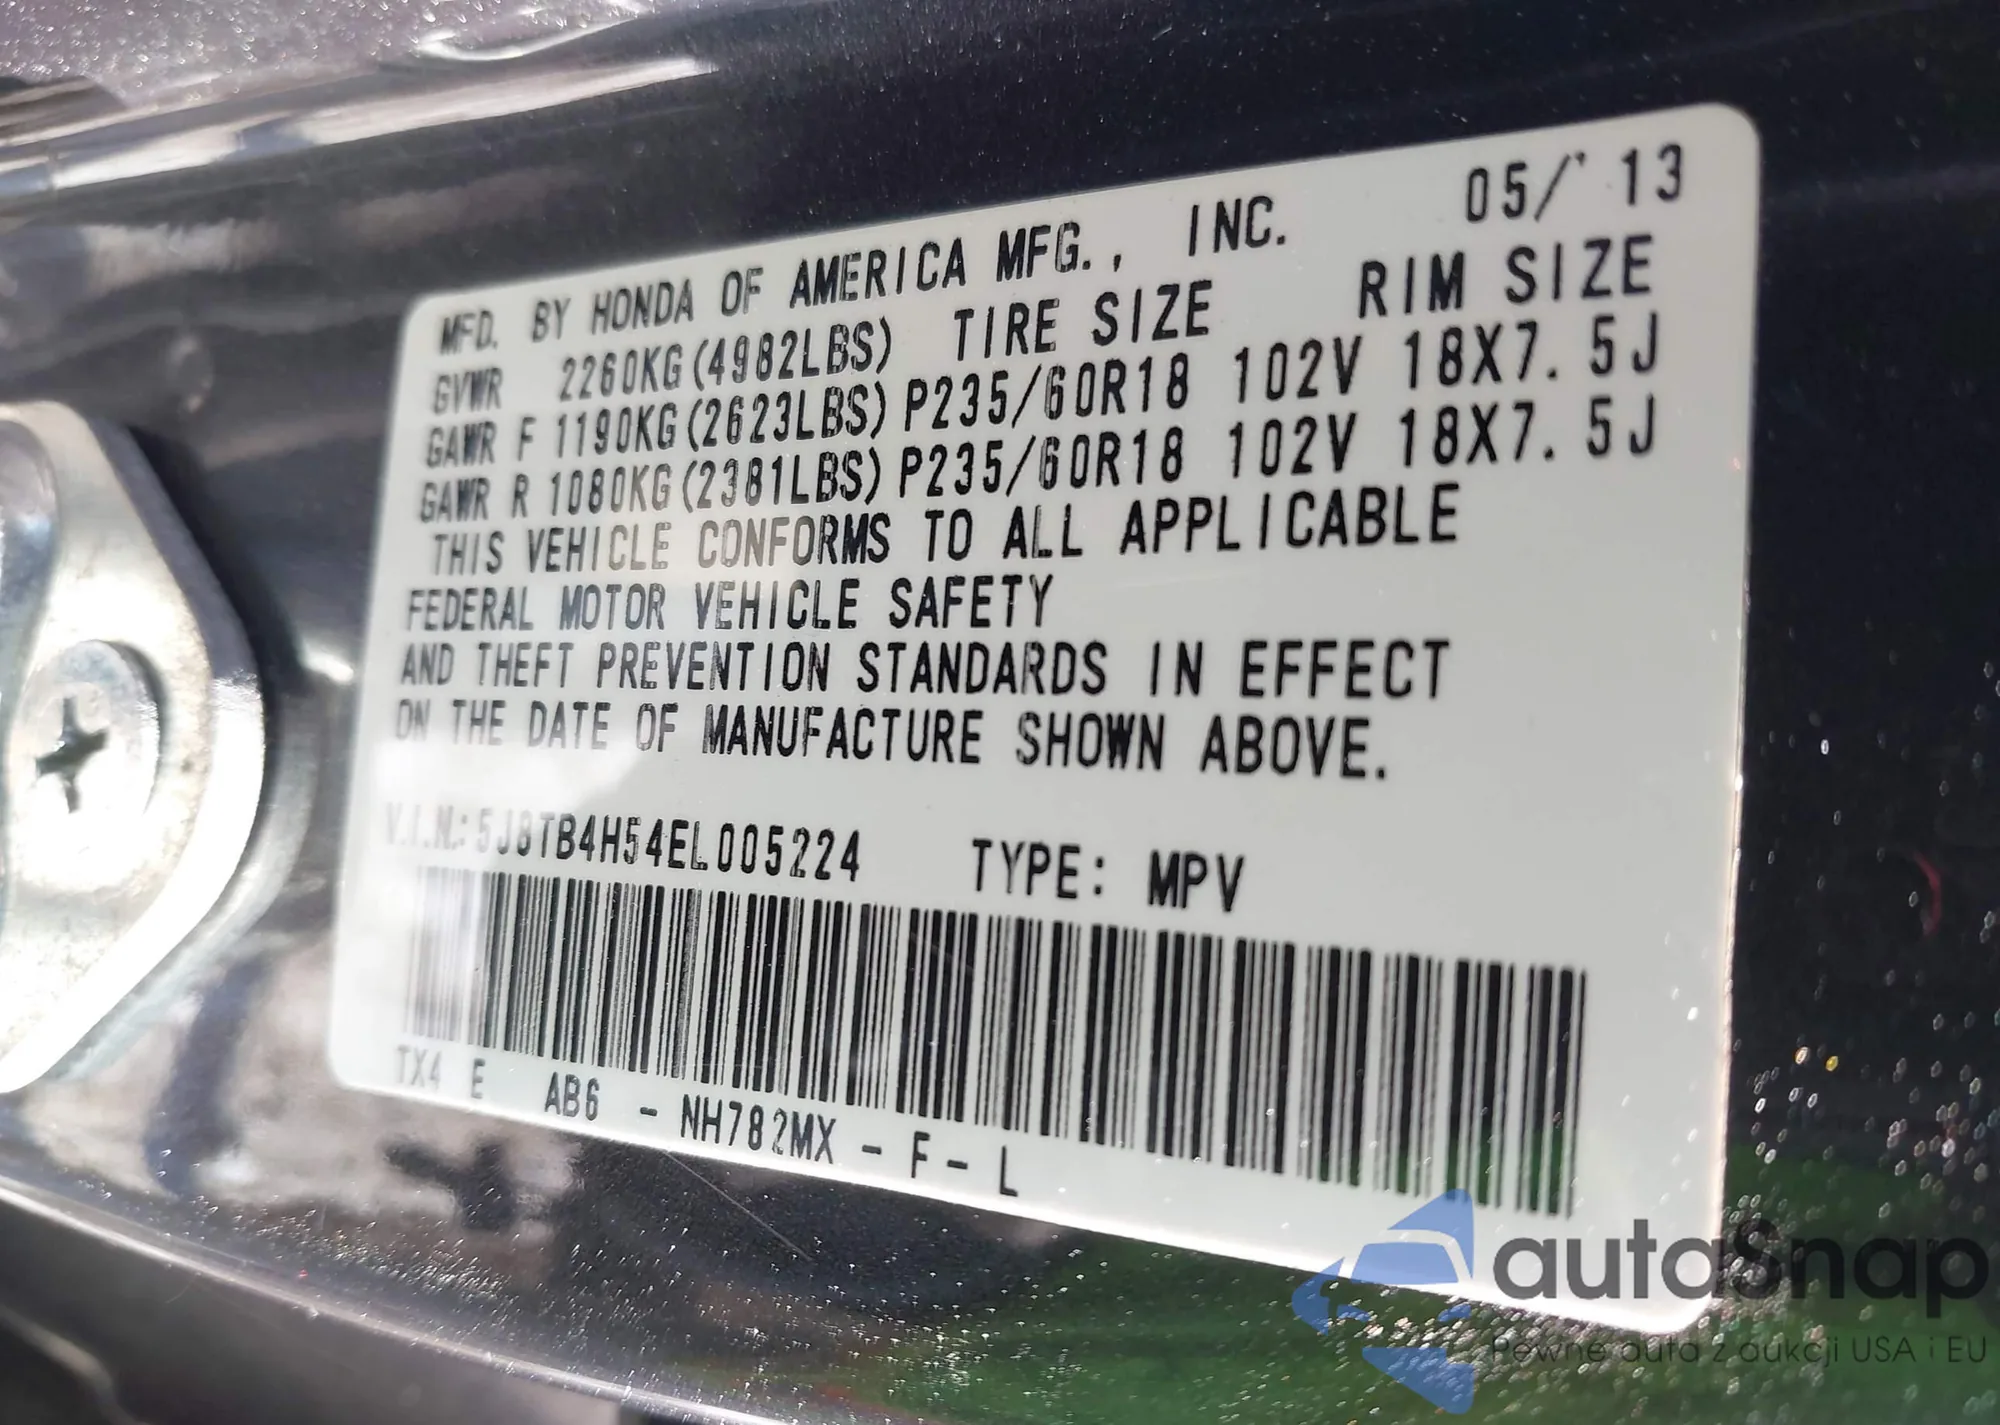 MFD. BY HONDA OF AMERICA MFG., INC. 05/'13
GVWR 2260KG(4982LBS) TIRE SIZE RIM SIZE
GAWR F 1190KG(2623LBS) P235/60R18 102V 18X7.5J
GAWR R 1080KG(2381LBS) P235/60R18 102V 18X7.5J
THIS VEHICLE CONFORMS TO ALL APPLICABLE
FEDERAL MOTOR VEHICLE SAFETY
AND THEFT PREVENTION STANDARDS IN EFFECT
ON THE DATE OF MANUFACTURE SHOWN ABOVE.
V.I.N.: 5J8TB4H54EL005224 TYPE: MPV
TX4 E AB6 - NH782MX - F - L
autaSnap
Pewne auta z aukcji USA i EU